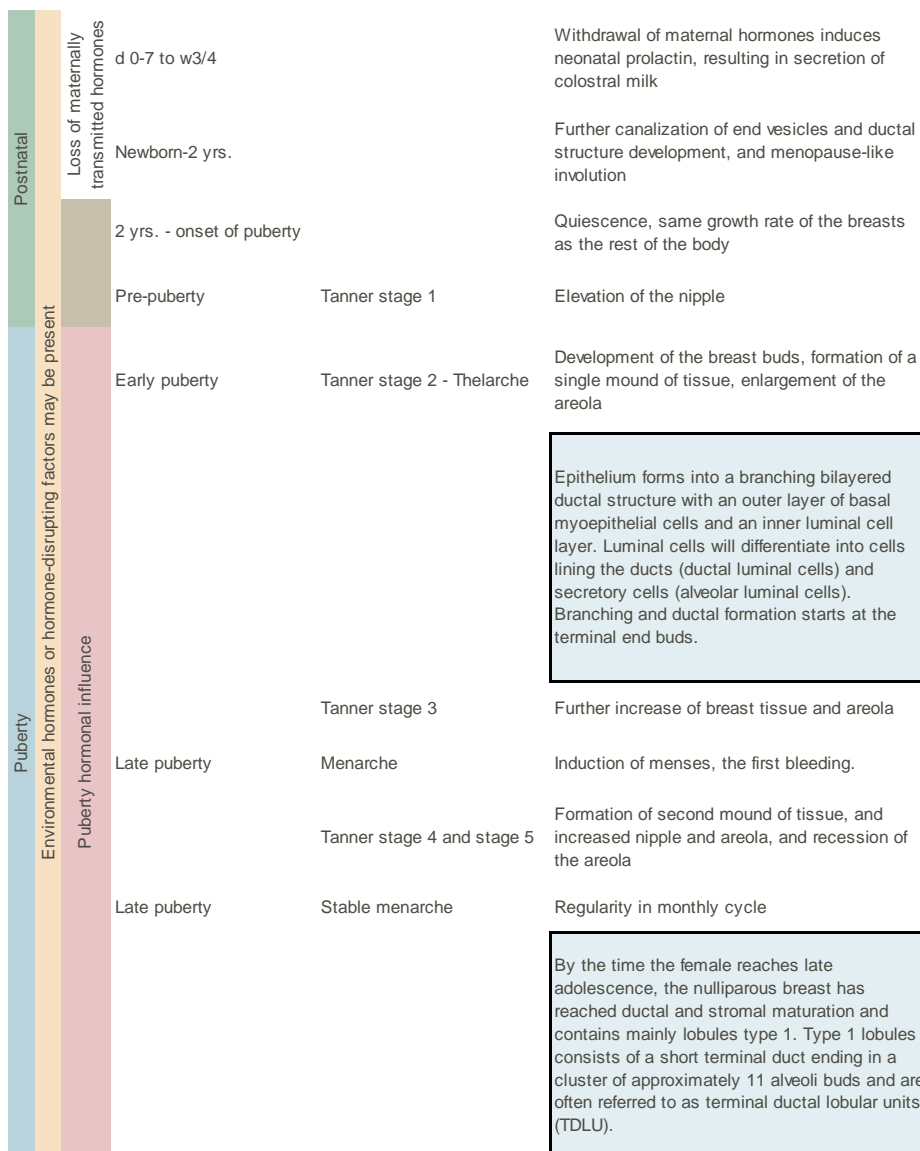 Postnatal
Puberty
Environmental hormones or hormone-disrupting factors may be present
Loss of maternally
transmitted hormones
Puberty hormonal influence
d 0-7 to w3/4
Withdrawal of maternal hormones induces
neonatal prolactin, resulting in secretion of
colostral milk
Newborn-2 yrs.
Further canalization of end vesicles and ductal
structure development, and menopause-like
involution
2 yrs. - onset of puberty
Quiescence, same growth rate of the breasts
as the rest of the body
Pre-puberty
Tanner stage 1
Elevation of the nipple
Early puberty
Tanner stage 2 - Thelarche
Development of the breast buds, formation of a
single mound of tissue, enlargement of the
areola
Epithelium forms into a branching bilayered
ductal structure with an outer layer of basal
myoepithelial cells and an inner luminal cell
layer. Luminal cells will differentiate into cells
lining the ducts (ductal luminal cells) and
secretory cells (alveolar luminal cells).
Branching and ductal formation starts at the
terminal end buds.
Tanner stage 3
Further increase of breast tissue and areola
Late puberty
Menarche
Induction of menses, the first bleeding.
Tanner stage 4 and stage 5
Formation of second mound of tissue, and
increased nipple and areola, and recession of
the areola
Late puberty
Stable menarche
Regularity in monthly cycle
By the time the female reaches late
adolescence, the nulliparous breast has
reached ductal and stromal maturation and
contains mainly lobules type 1. Type 1 lobules
consists of a short terminal duct ending in a
cluster of approximately 11 alveoli buds and are
often referred to as terminal ductal lobular units
(TDLU).